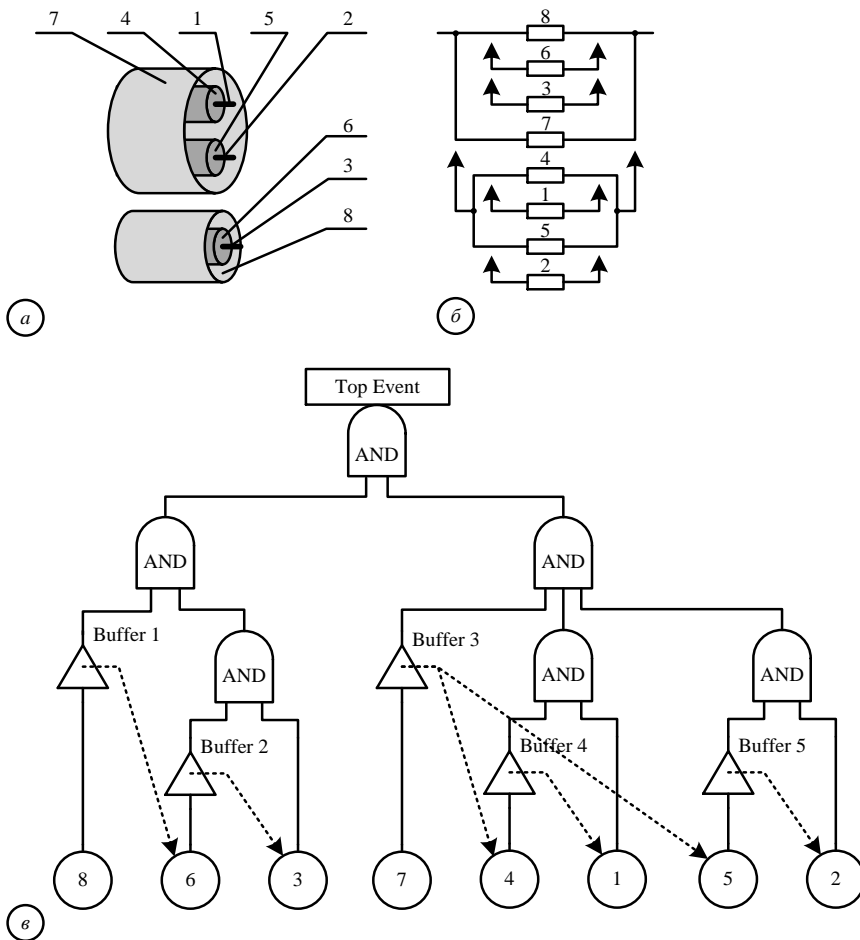 7 4 1 5 2
6
3
8
а
8
6
3
7
4
1
5
2
б
Top Event
AND
AND AND
Buffer 1 Buffer 3
AND AND AND
Buffer 2 Buffer 4 Buffer 5
8 6 3 7 4 1 5 2
в